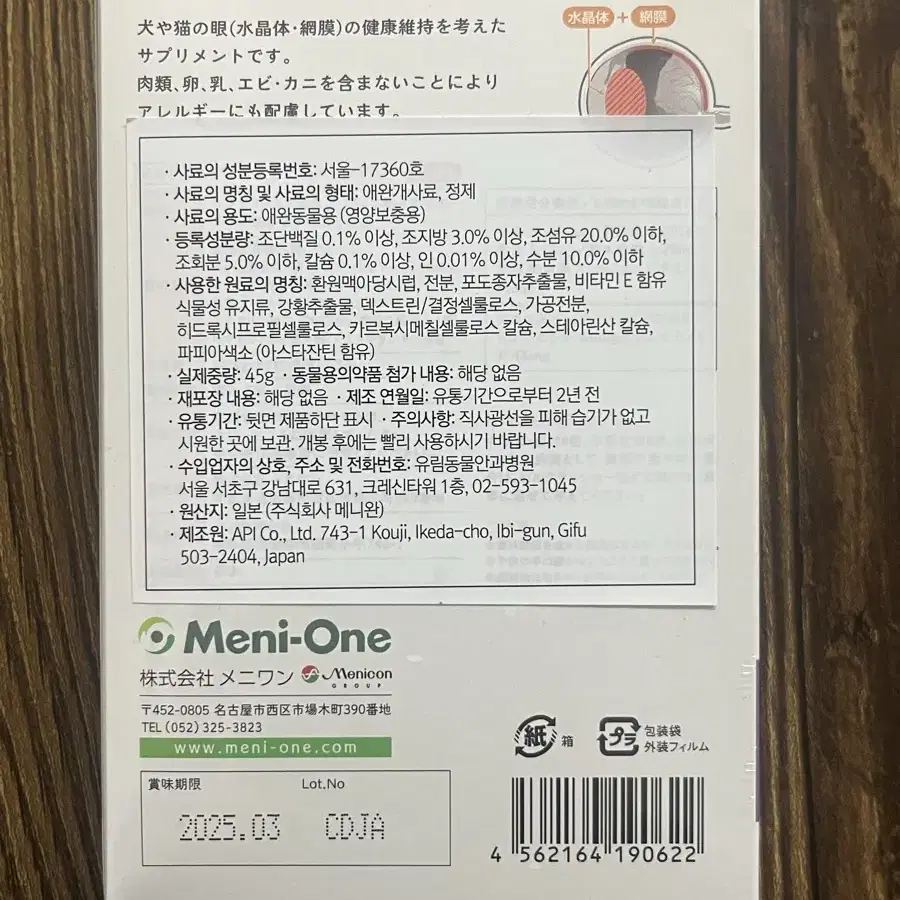 水晶体 + 網膜
犬や猫の眼(水晶体・網膜)の健康維持を考えた
サプリメントです。
肉類、卵、乳、エビ・カニを含まないことにより
アレルギーにも配慮しています。
· 사료의 성분등록번호: 서울-17360호
· 사료의 명칭 및 사료의 형태: 애완개사료, 정제
· 사료의 용도: 애완동물용 (영양보충용)
· 등록성분량: 조단백질 0.1% 이상, 조지방 3.0% 이상, 조섬유 20.0% 이하,
조회분 5.0% 이하, 칼슘 0.1% 이상, 인 0.01% 이상, 수분 10.0% 이하
· 사용한 원료의 명칭: 환원맥아당시럽, 전분, 포도종자추출물, 비타민 E 함유
식물성 유지류, 강황추출물, 덱스트린/결정셀룰로스, 가공전분,
히드록시프로필셀룰로스, 카르복시메칠셀룰로스 칼슘, 스테아린산 칼슘,
파피아색소 (아스타잔틴 함유)
· 실제중량: 45g · 동물용의약품 첨가 내용: 해당 없음
· 재포장 내용: 해당 없음 · 제조 연월일: 유통기간으로부터 2년 전
· 유통기간: 뒷면 제품하단 표시 · 주의사항: 직사광선을 피해 습기가 없고
시원한 곳에 보관, 개봉 후에는 빨리 사용하시기 바랍니다.
· 수입업자의 상호, 주소 및 전화번호: 유림동물안과병원
서울 서초구 강남대로 631, 크레신타워 1층, 02-593-1045
· 원산지: 일본 (주식회사 메니완)
· 제조원: API Co., Ltd. 743-1 Kouji, Ikeda-cho, Ibi-gun, Gifu
503-2404, Japan
Meni-One
株式会社 メニワン Menicon GROUP
〒452-0805 名古屋市西区市場木町390番地
TEL (052) 325-3823
www.meni-one.com
紙 箱
プラ 包装袋
外装フィルム
賞味期限 Lot.No
2025.03 CDJA
4 562164 190622